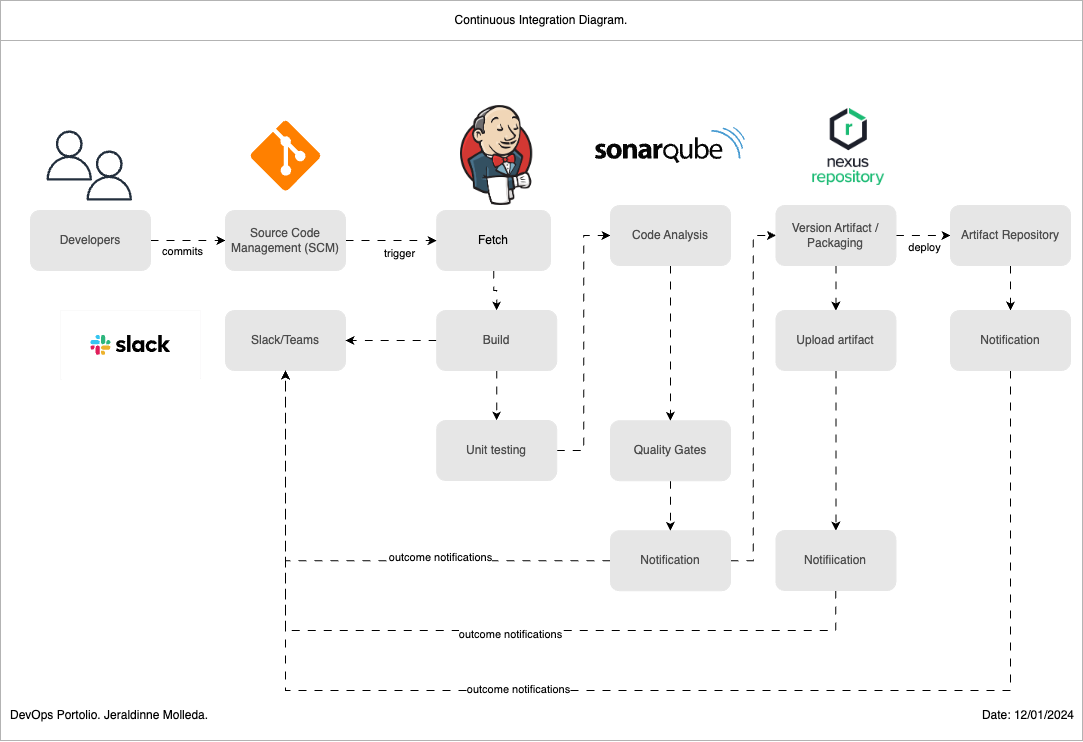 Continuous Integration Diagram.
sonarqube
r
nexus
repository
Developers
commits
Source Code
Management (SCM)
trigger
Fetch
Code Analysis
Version Artifact /
Packaging
deploy
Artifact Repository
slack
Slack/Teams
Build
Upload artifact
Notification
Unit testing
Quality Gates
outcome notifications
Notification
Notifiication
outcome notifications
outcome notifications
DevOps Portolio. Jeraldinne Molleda.
Date: 12/01/2024